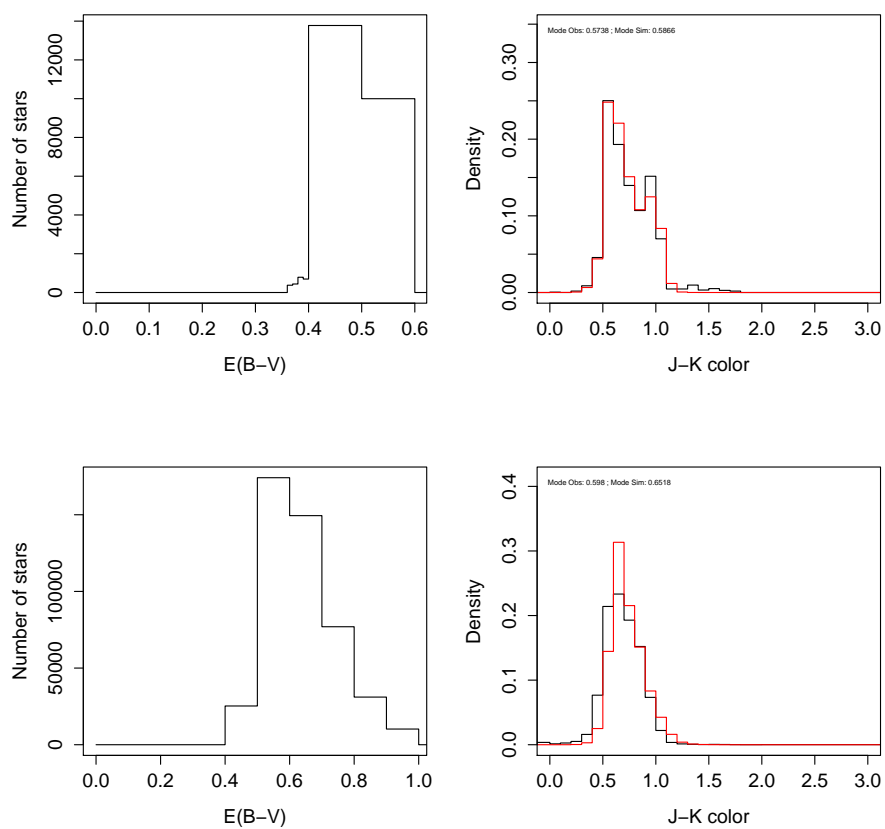 Number of stars
0 4000 8000 12000
0.0 0.1 0.2 0.3 0.4 0.5 0.6
E(B−V)
Mode Obs: 0.5738 ; Mode Sim: 0.5866
Density
0.00 0.10 0.20 0.30
0.0 0.5 1.0 1.5 2.0 2.5 3.0
J−K color
Number of stars
0 50000 100000
0.0 0.2 0.4 0.6 0.8 1.0
E(B−V)
Mode Obs: 0.598 ; Mode Sim: 0.6518
Density
0.0 0.1 0.2 0.3 0.4
0.0 0.5 1.0 1.5 2.0 2.5 3.0
J−K color